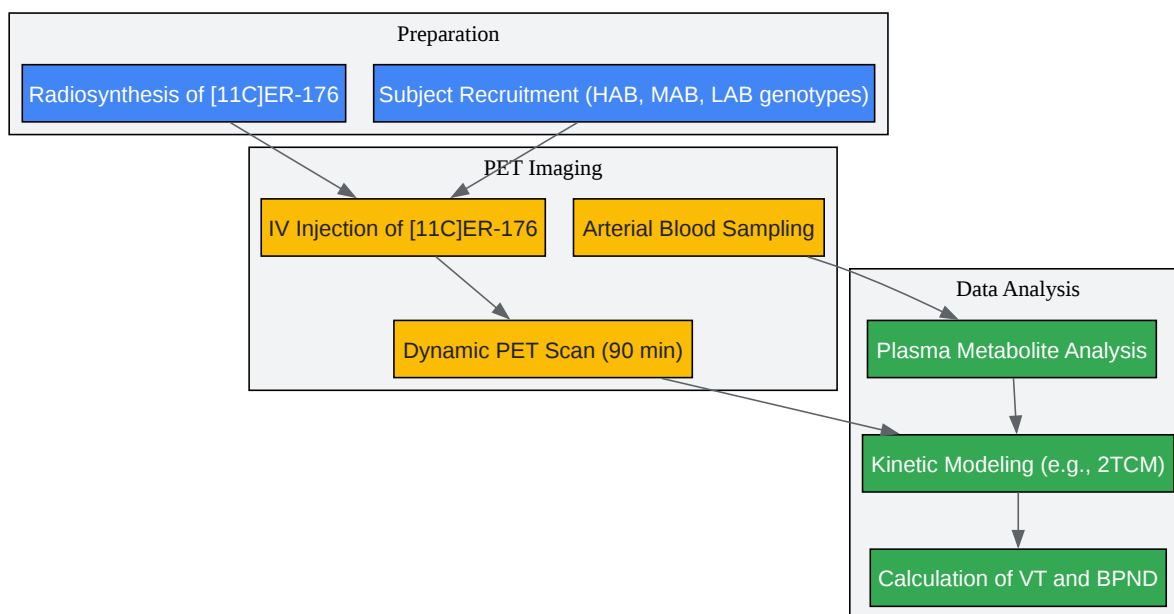 Preparation
Radiosynthesis of [11C]ER-176
Subject Recruitment (HAB, MAB, LAB genotypes)
PET Imaging
IV Injection of [11C]ER-176
Arterial Blood Sampling
Dynamic PET Scan (90 min)
Data Analysis
Plasma Metabolite Analysis
Kinetic Modeling (e.g., 2TCM)
Calculation of VT and BPND